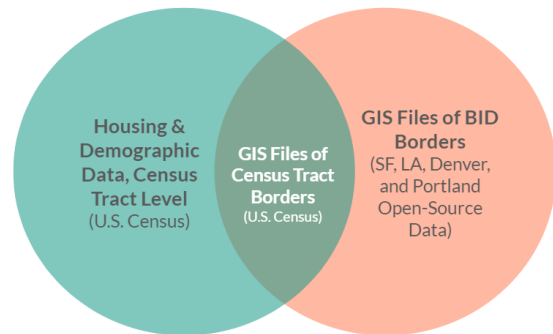 Housing &
Demographic
Data, Census
Tract Level
(U.S. Census)
GIS Files of
Census Tract
Borders
(U.S. Census)
GIS Files of BID
Borders
(SF, LA, Denver,
and Portland
Open-Source
Data)